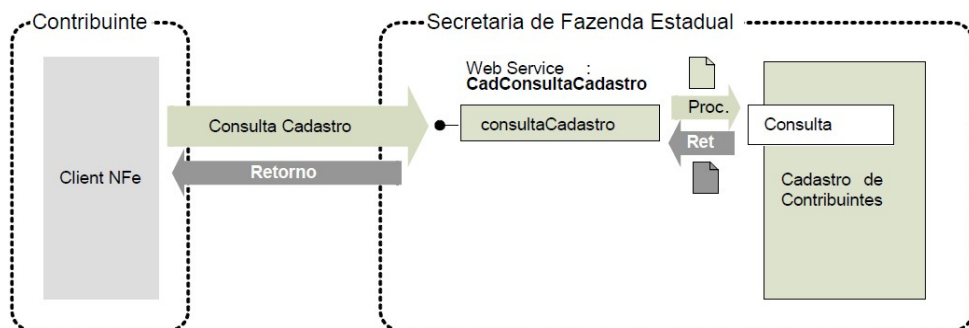 Contribuinte
Secretaria de Fazenda Estadual
Web Service :
CadConsultaCadastro
Consulta Cadastro
consultaCadastro
Proc.
Consulta
Ret
Client NFe
Retorno
Cadastro de
Contribuintes